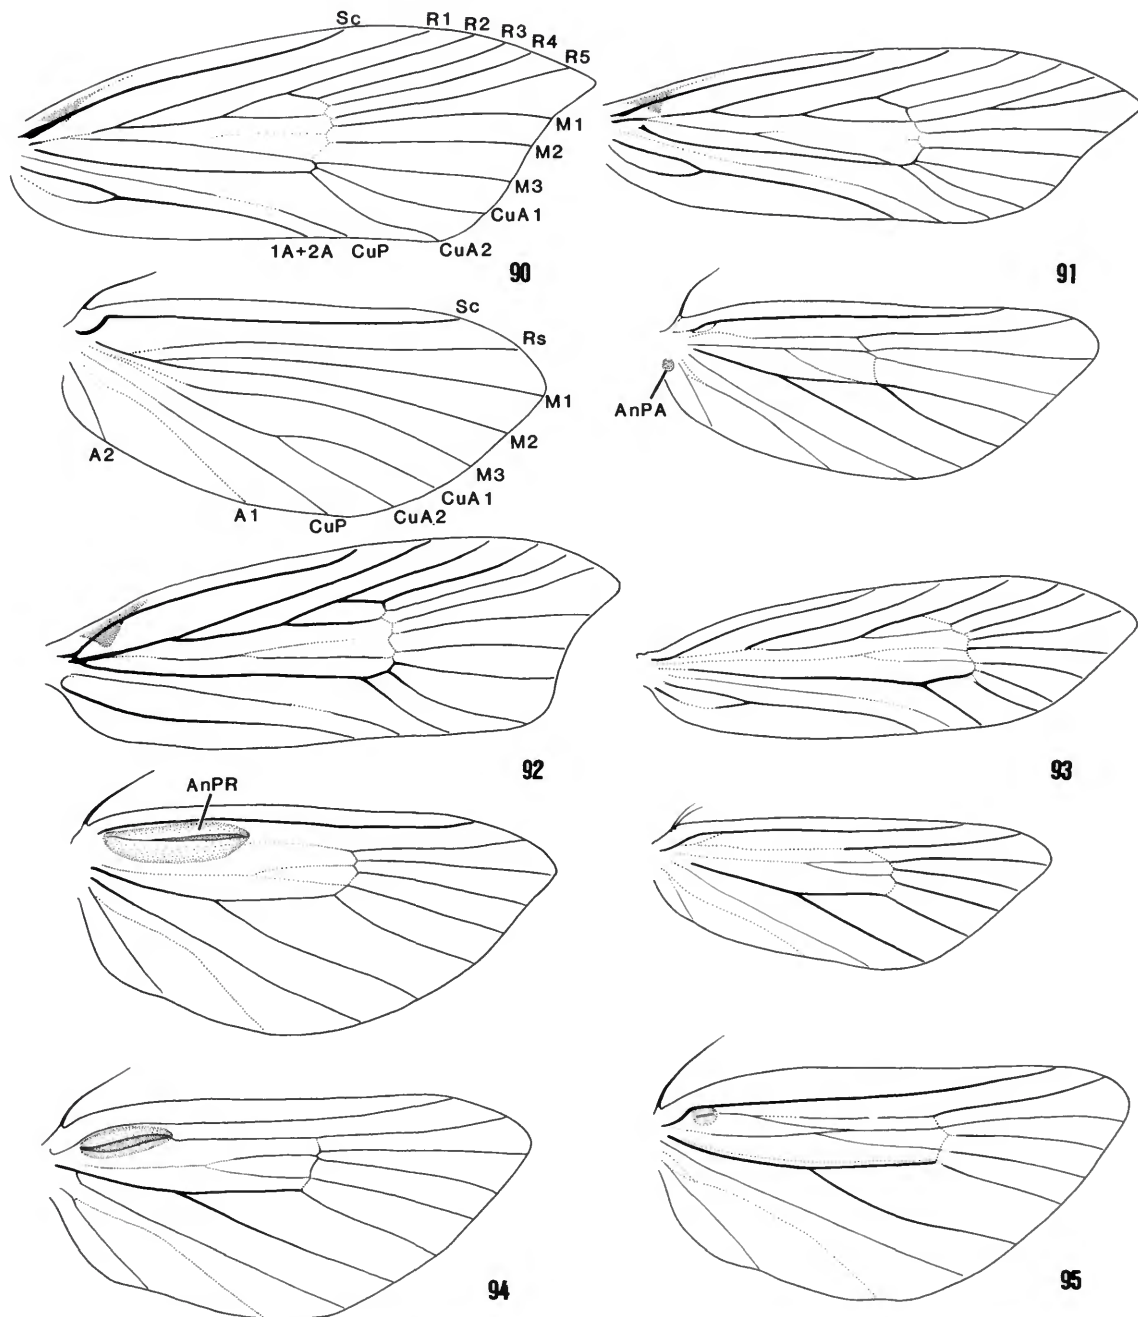 Sc R1 R2 R3 R4 R5
M1
M2
M3
CuA1
1A+2A CuP CuA2
90
91
Sc
Rs
M1
M2
M3
CuA1
CuA2
CuP
A1
A2
AnPA
92
93
AnPR
94
95